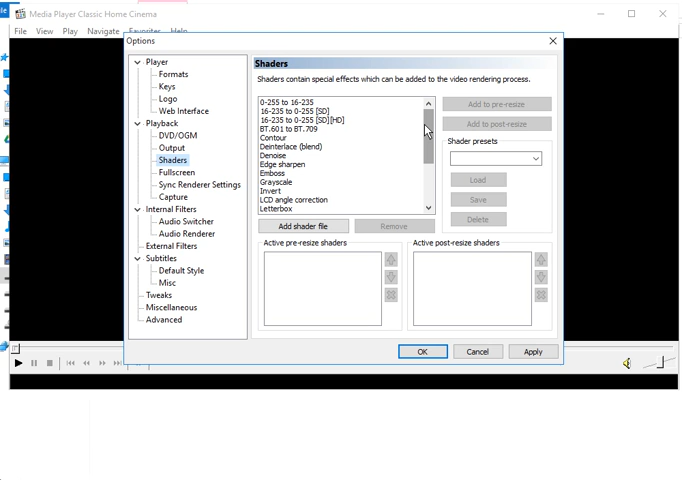 Media Player Classic Home Cinema
File View Play Navigate Favorites Help
Options
Player
Formats
Keys
Logo
Web Interface
Playback
DVD/OGM
Output
Shaders
Fullscreen
Sync Renderer Settings
Capture
Internal Filters
Audio Switcher
Audio Renderer
External Filters
Subtitles
Default Style
Misc
Tweaks
Miscellaneous
Advanced
Shaders
Shaders contain special effects which can be added to the video rendering process.
0-255 to 16-235
16-235 to 0-255 [SD]
16-235 to 0-255 [SD][HD]
BT.601 to BT.709
Contour
Deinterlace (blend)
Denoise
Edge sharpen
Emboss
Grayscale
Invert
LCD angle correction
Letterbox
Add to pre-resize
Add to post-resize
Shader presets
Load
Save
Delete
Add shader file
Remove
Active pre-resize shaders
Active post-resize shaders
OK
Cancel
Apply